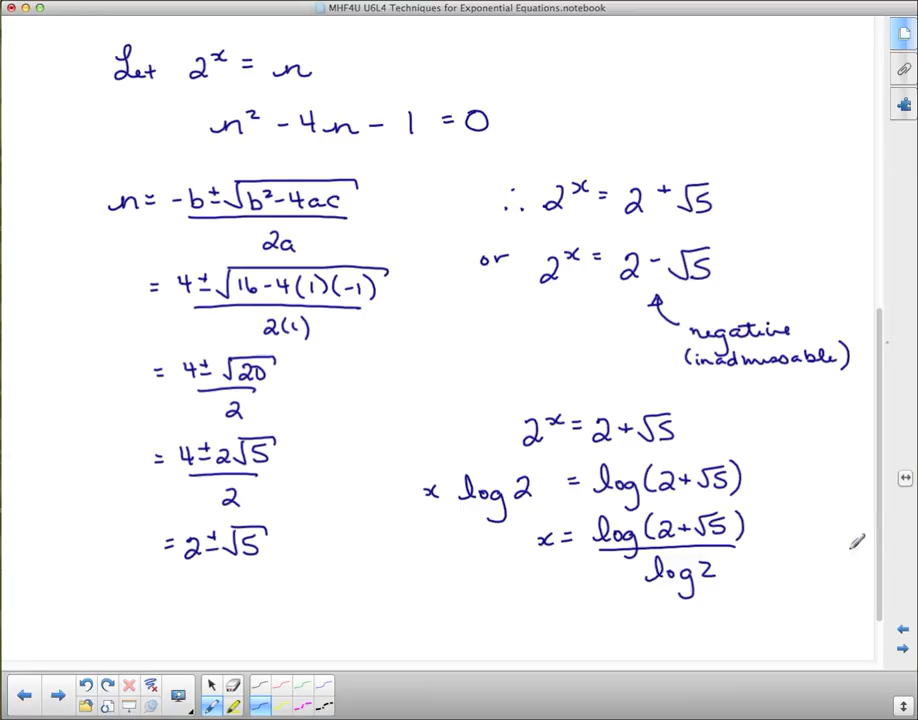 MHF4U U6L4 Techniques for Exponential Equations.notebook
Let 2^x = n
n² - 4n - 1 = 0
n = -b ± √(b² - 4ac)
2a
= 4 ± √(16 - 4(1)(-1))
2(1)
= 4 ± √20
2
= 4 ± 2√5
2
= 2 ± √5
∴ 2^x = 2 + √5
or 2^x = 2 - √5
negative
(inadmissable)
2^x = 2 + √5
x log 2 = log(2 + √5)
x = log(2 + √5)
log 2